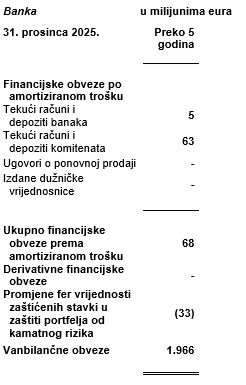 Banka u milijunima eura
31. prosinca 2025. Preko 5
godina
Financijske obveze po
amortiziranom trošku
Tekući računi i
depoziti banaka 5
Tekući računi i
depoziti komitenata 63
Ugovori o ponovnoj prodaji -
Izdane dužničke
vrijednosnice -
Ukupno financijske
obveze prema
amortiziranom trošku 68
Derivativne financijske
obveze -
Promjene fer vrijednosti
zaštićenih stavki u
zaštiti portfelja od
kamatnog rizika (33)
Vanbilančne obveze 1.966